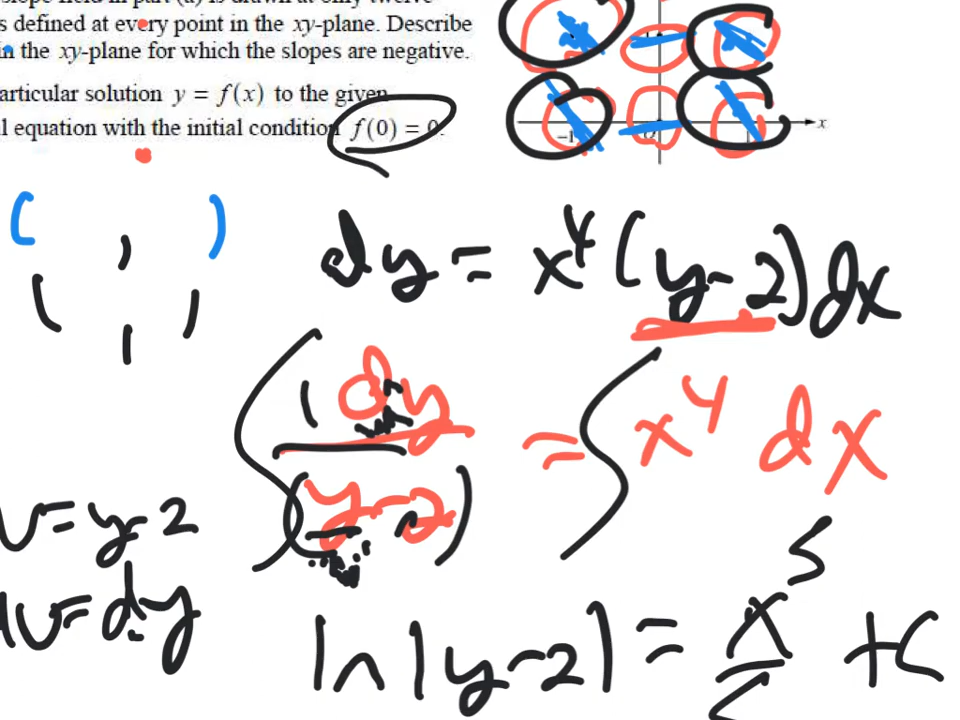 s defined at every point in the xy-plane. Describe
in the xy-plane for which the slopes are negative.
articular solution y = f(x) to the given
l equation with the initial condition f(0) = 0.
-1
x
dy = x⁴(y-2)dx
1 dy
= x⁴ dx
(y-2)
u=y-2
du=dy
ln|y-2| = x⁵/5 +C